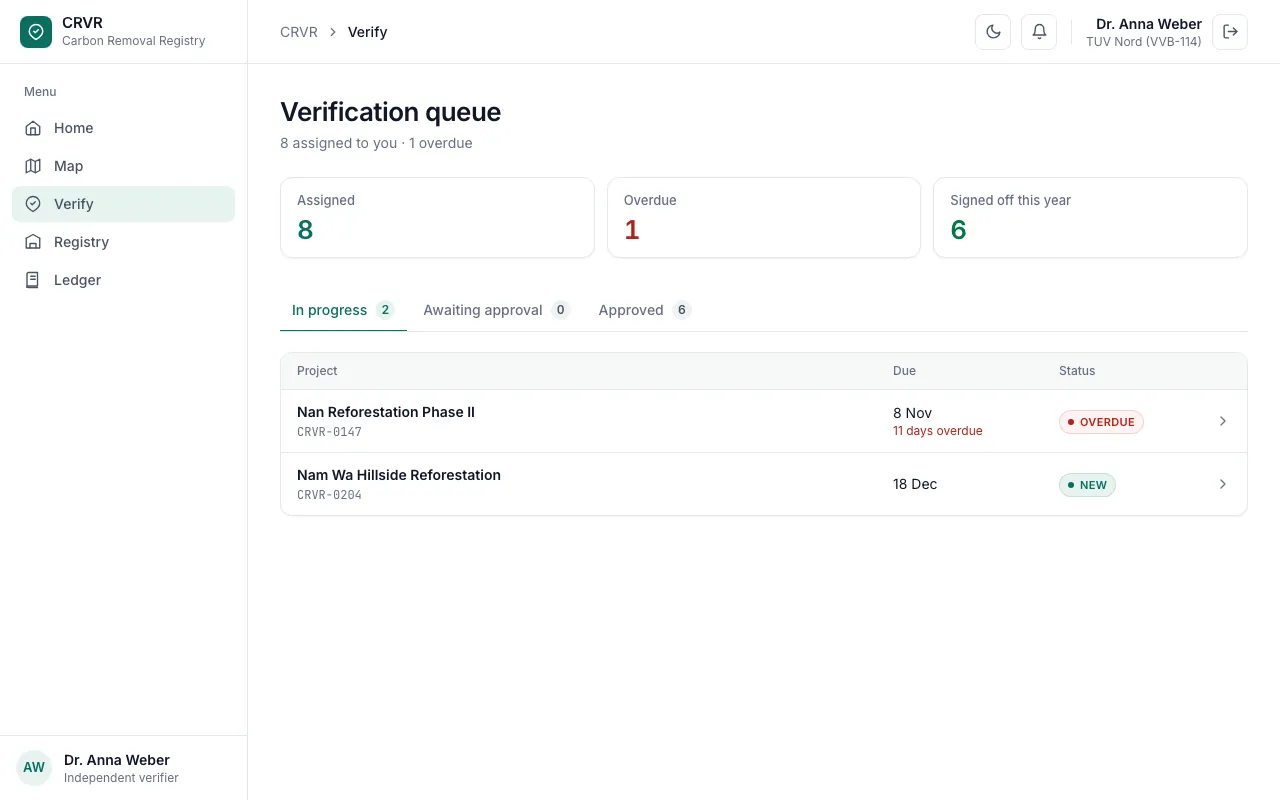 CRVR
Carbon Removal Registry
Menu
Home
Map
Verify
Registry
Ledger
AW
Dr. Anna Weber
Independent verifier
CRVR > Verify
Dr. Anna Weber
TUV Nord (VVB-114)
Verification queue
8 assigned to you · 1 overdue
Assigned
8
Overdue
1
Signed off this year
6
In progress 2
Awaiting approval 0
Approved 6
Project Due Status
Nan Reforestation Phase II
CRVR-0147
8 Nov
11 days overdue
OVERDUE
Nam Wa Hillside Reforestation
CRVR-0204
18 Dec
NEW